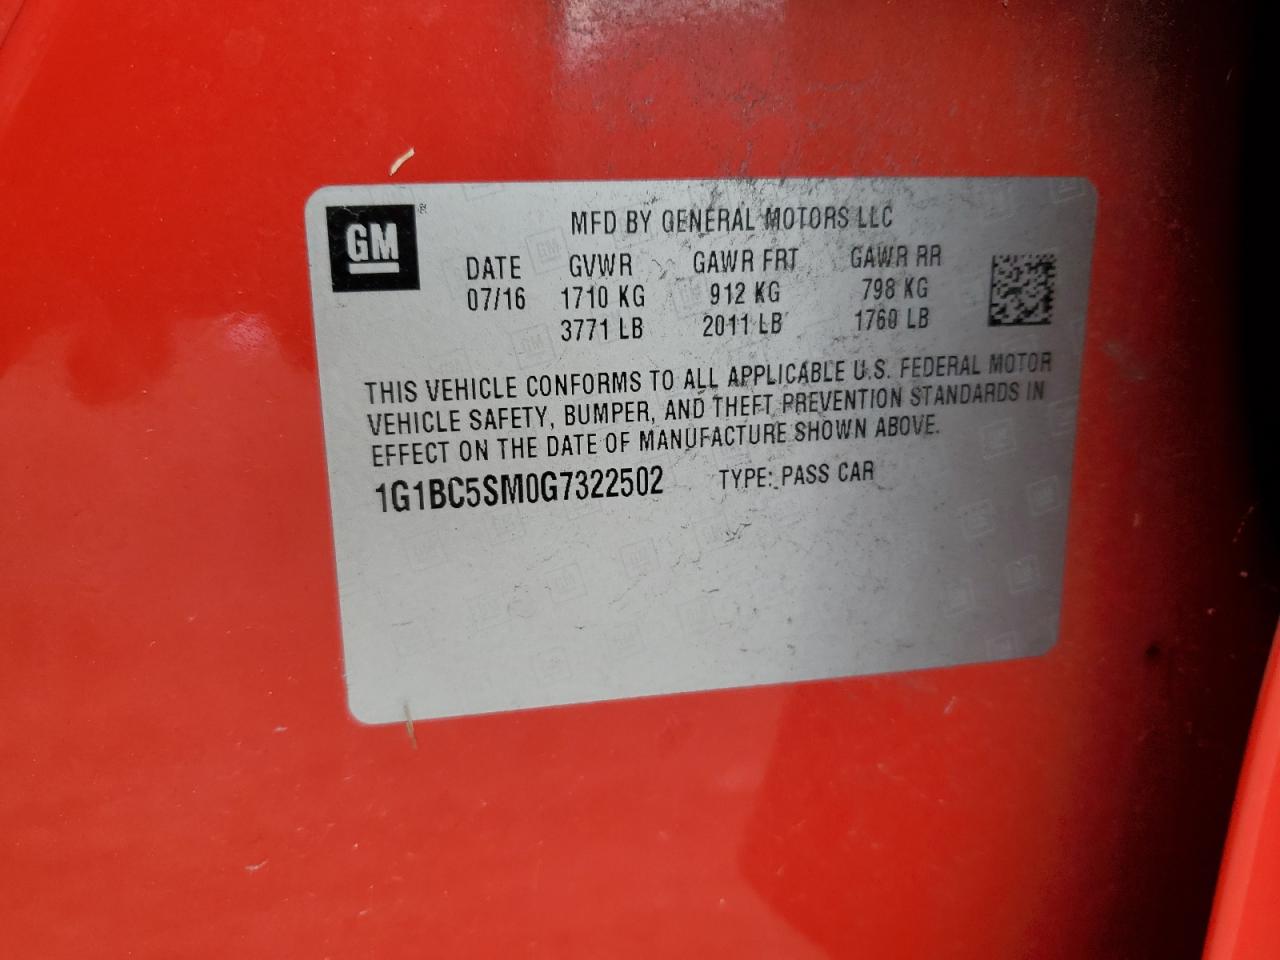 GM
MFD BY GENERAL MOTORS LLC
DATE GVWR GAWR FRT GAWR RR
07/16 1710 KG 912 KG 798 KG
3771 LB 2011 LB 1760 LB
THIS VEHICLE CONFORMS TO ALL APPLICABLE U.S. FEDERAL MOTOR
VEHICLE SAFETY, BUMPER, AND THEFT PREVENTION STANDARDS IN
EFFECT ON THE DATE OF MANUFACTURE SHOWN ABOVE.
1G1BC5SM0G7322502 TYPE: PASS CAR